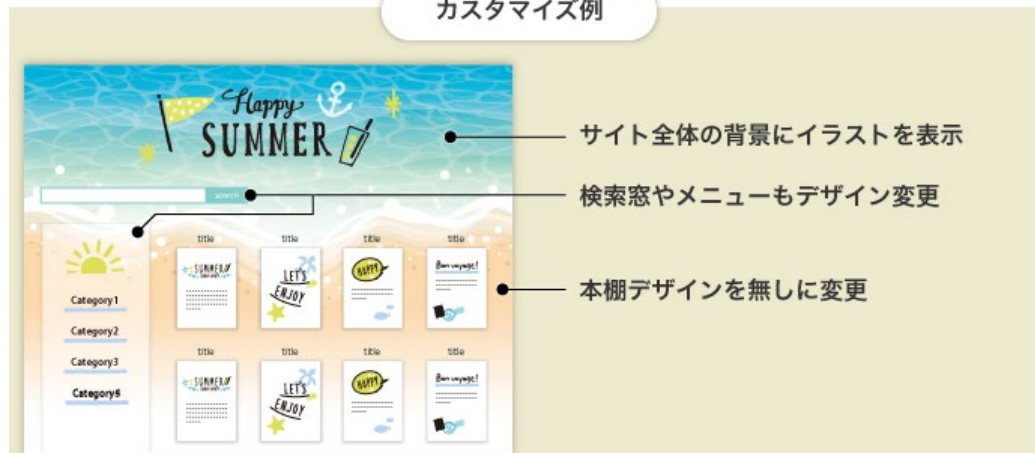 カスタマイズ例
Happy
SUMMER
サイト全体の背景にイラストを表示
search
検索窓やメニューもデザイン変更
title title title title
SUMMER
LET'S
ENJOY
HAPPY
Bon voyage!
本棚デザインを無しに変更
Category1
Category2
Category3
title title title title
SUMMER
LET'S
ENJOY
HAPPY
Bon voyage!